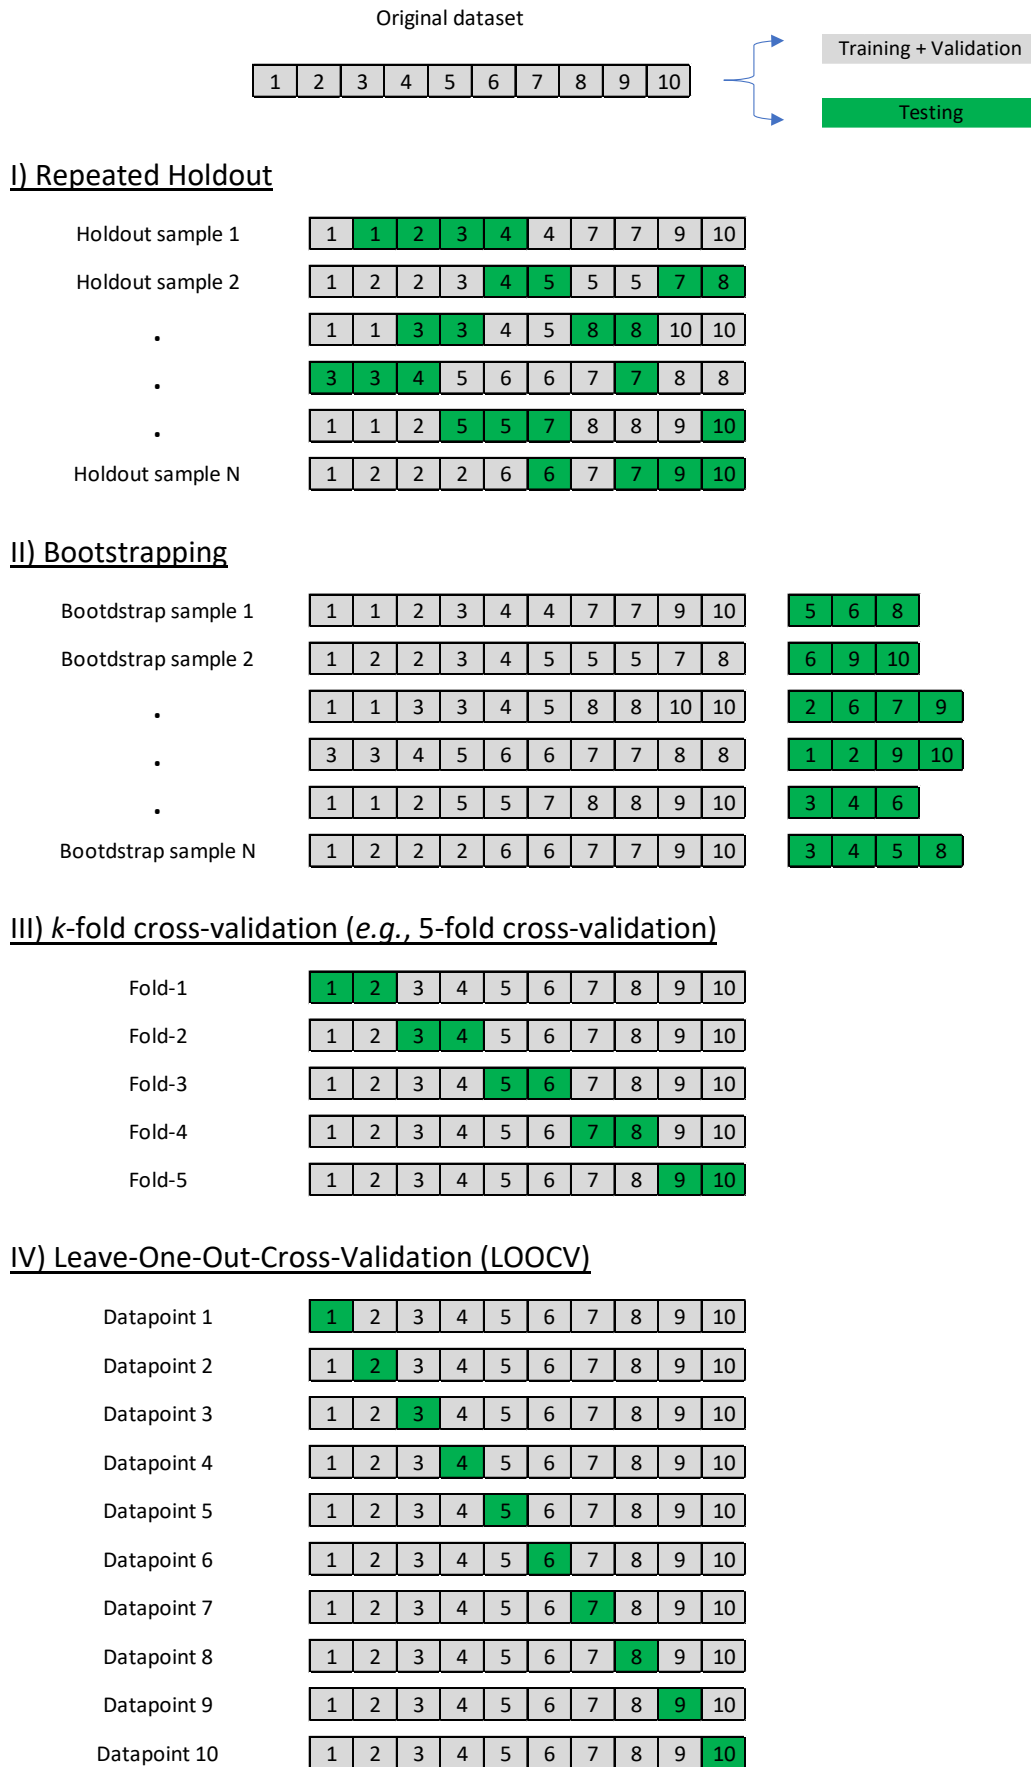 Original dataset
Training + Validation
1 2 3 4 5 6 7 8 9 10
Testing
I) Repeated Holdout
Holdout sample 1 1 1 2 3 4 4 7 7 9 10
Holdout sample 2 1 2 2 3 4 5 5 5 7 8
. 1 1 3 3 4 5 8 8 10 10
. 3 3 4 5 6 6 7 7 8 8
. 1 1 2 5 5 7 8 8 9 10
Holdout sample N 1 2 2 2 6 6 7 7 9 10
II) Bootstrapping
Bootdstrap sample 1 1 1 2 3 4 4 7 7 9 10 5 6 8
Bootdstrap sample 2 1 2 2 3 4 5 5 5 7 8 6 9 10
. 1 1 3 3 4 5 8 8 10 10 2 6 7 9
. 3 3 4 5 6 6 7 7 8 8 1 2 9 10
. 1 1 2 5 5 7 8 8 9 10 3 4 6
Bootdstrap sample N 1 2 2 2 6 6 7 7 9 10 3 4 5 8
III) k-fold cross-validation (e.g., 5-fold cross-validation)
Fold-1 1 2 3 4 5 6 7 8 9 10
Fold-2 1 2 3 4 5 6 7 8 9 10
Fold-3 1 2 3 4 5 6 7 8 9 10
Fold-4 1 2 3 4 5 6 7 8 9 10
Fold-5 1 2 3 4 5 6 7 8 9 10
IV) Leave-One-Out-Cross-Validation (LOOCV)
Datapoint 1 1 2 3 4 5 6 7 8 9 10
Datapoint 2 1 2 3 4 5 6 7 8 9 10
Datapoint 3 1 2 3 4 5 6 7 8 9 10
Datapoint 4 1 2 3 4 5 6 7 8 9 10
Datapoint 5 1 2 3 4 5 6 7 8 9 10
Datapoint 6 1 2 3 4 5 6 7 8 9 10
Datapoint 7 1 2 3 4 5 6 7 8 9 10
Datapoint 8 1 2 3 4 5 6 7 8 9 10
Datapoint 9 1 2 3 4 5 6 7 8 9 10
Datapoint 10 1 2 3 4 5 6 7 8 9 10